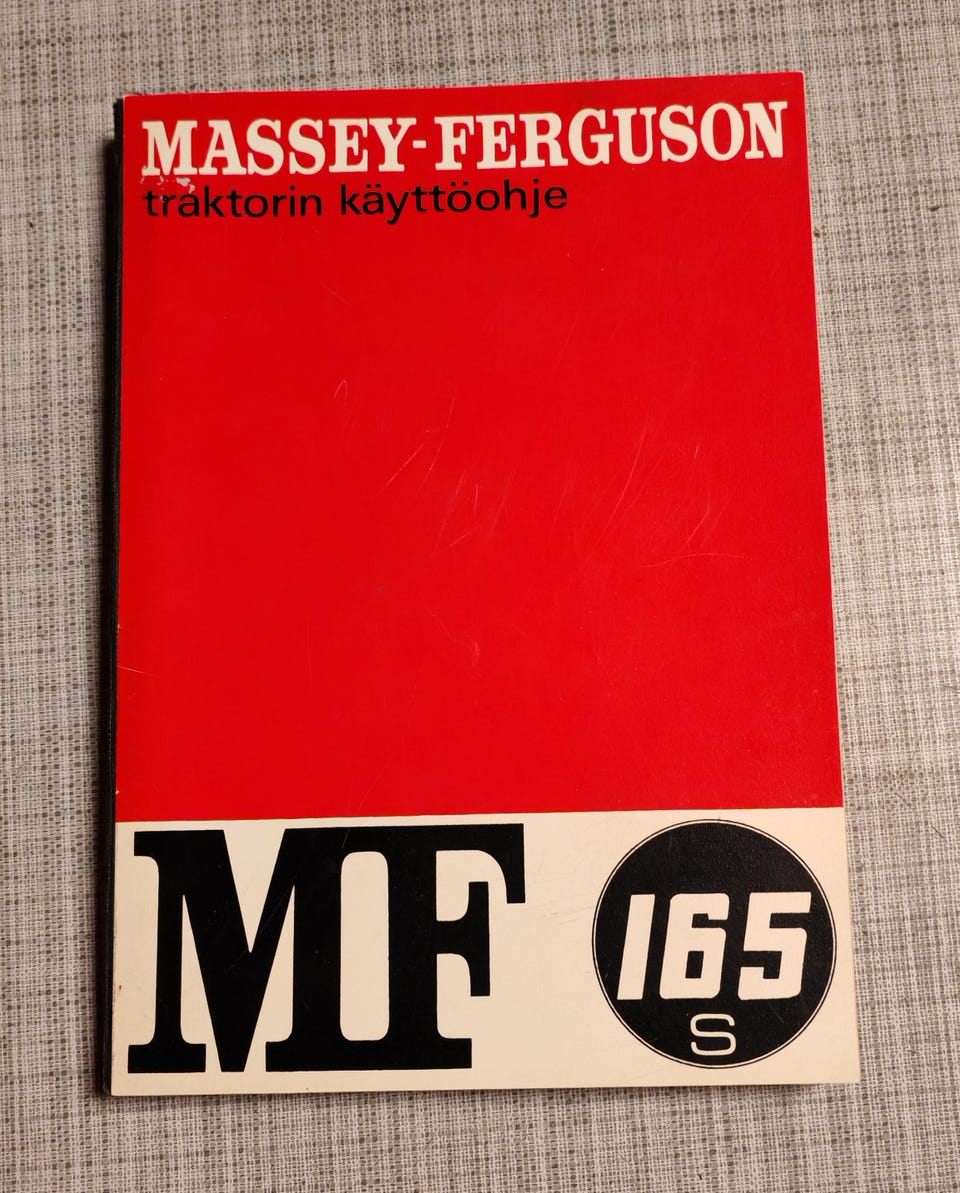 MASSEY-FERGUSON
traktorin käyttöohje
MF
165
S